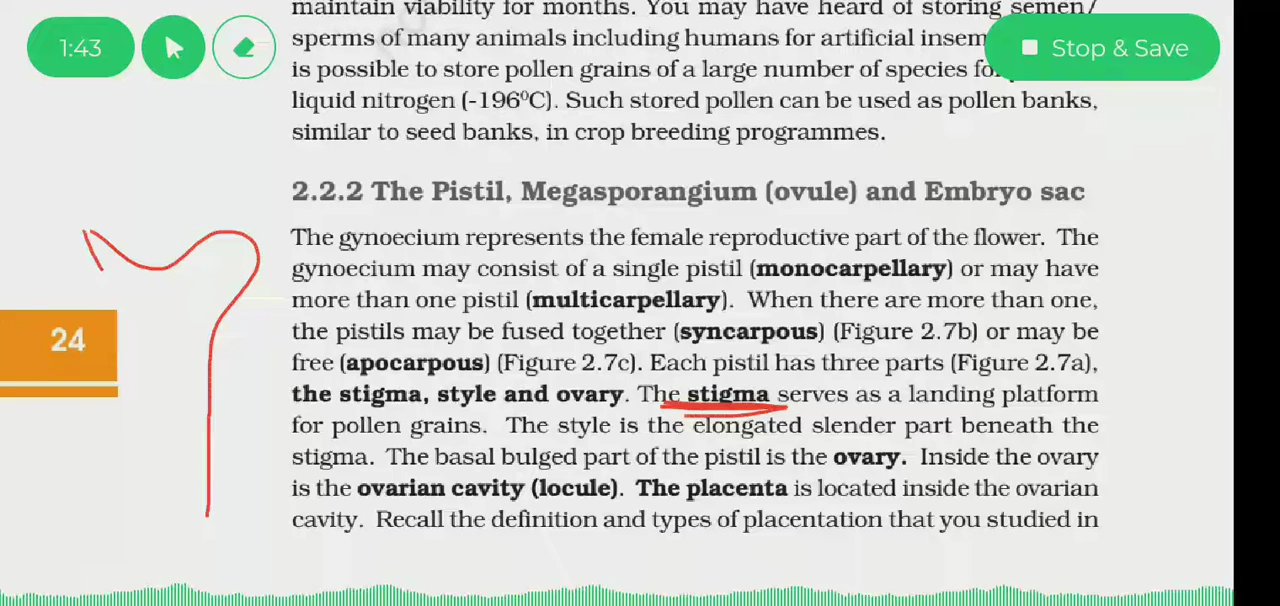 maintain viability for months. You may have heard of storing semen/
1:43
sperms of many animals including humans for artificial insem
Stop & Save
is possible to store pollen grains of a large number of species for
liquid nitrogen (-196⁰C). Such stored pollen can be used as pollen banks,
similar to seed banks, in crop breeding programmes.
2.2.2 The Pistil, Megasporangium (ovule) and Embryo sac
The gynoecium represents the female reproductive part of the flower. The
gynoecium may consist of a single pistil (monocarpellary) or may have
more than one pistil (multicarpellary). When there are more than one,
the pistils may be fused together (syncarpous) (Figure 2.7b) or may be
24
free (apocarpous) (Figure 2.7c). Each pistil has three parts (Figure 2.7a),
the stigma, style and ovary. The stigma serves as a landing platform
for pollen grains. The style is the elongated slender part beneath the
stigma. The basal bulged part of the pistil is the ovary. Inside the ovary
is the ovarian cavity (locule). The placenta is located inside the ovarian
cavity. Recall the definition and types of placentation that you studied in